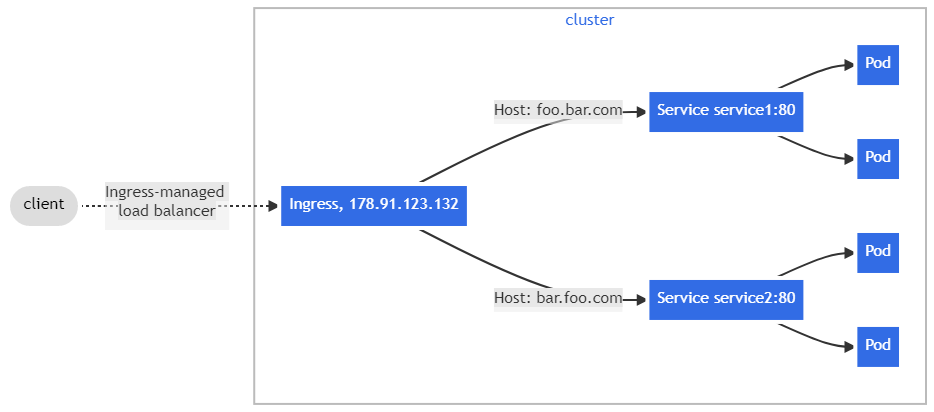 cluster
client
Ingress-managed
load balancer
Ingress, 178.91.123.132
Host: foo.bar.com
Service service1:80
Pod
Pod
Host: bar.foo.com
Service service2:80
Pod
Pod